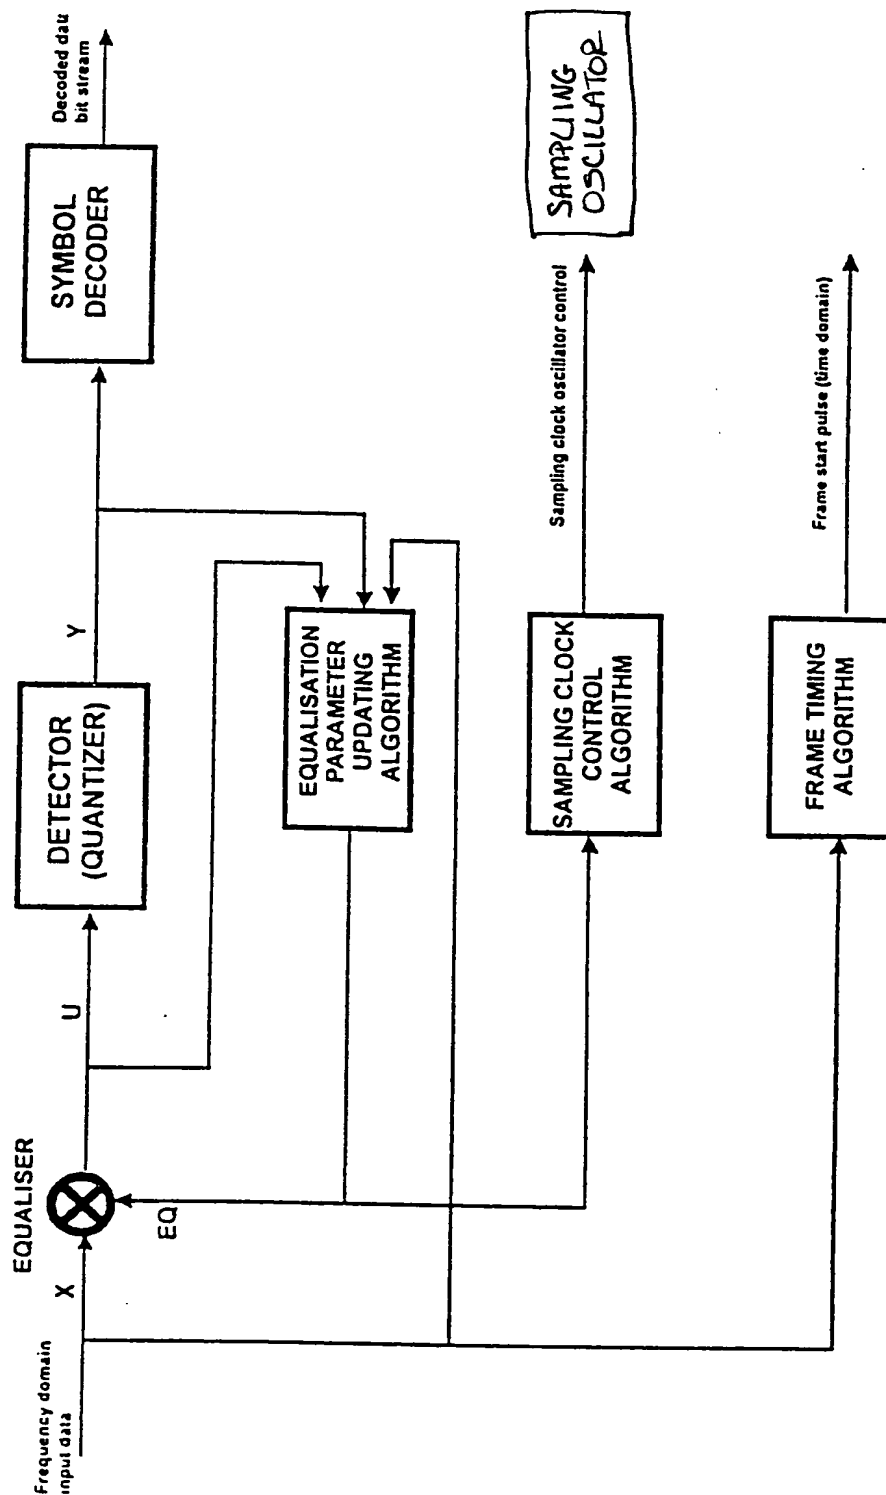 Frequency domain
input data
X
EQUALISER
EQ
U
DETECTOR
(QUANTIZER)
Y
SYMBOL
DECODER
Decoded data
bit stream
EQUALISATION
PARAMETER
UPDATING
ALGORITHM
SAMPLING CLOCK
CONTROL
ALGORITHM
Sampling clock oscillator control
SAMPLIING
OSCILLATOR
FRAME TIMING
ALGORITHM
Frame start pulse (time domain)